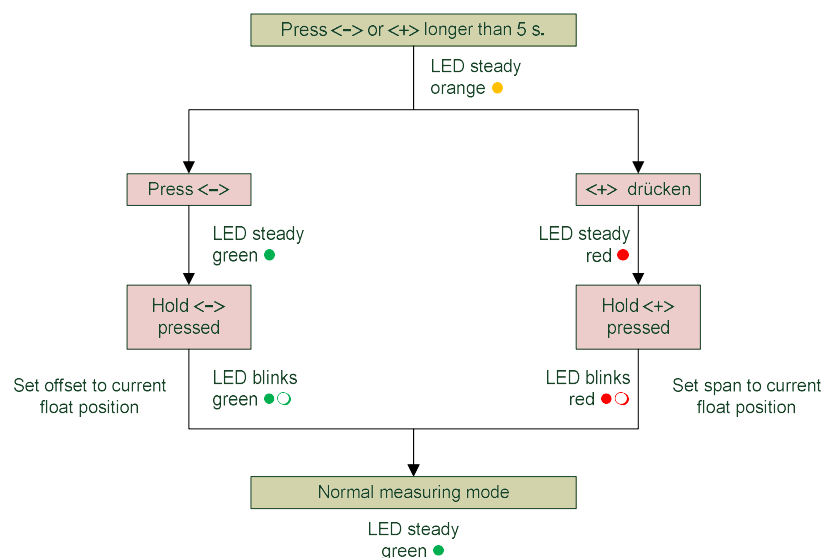 Press <−> or <+> longer than 5 s.
LED steady
orange
Press <−>
<+> drücken
LED steady
green
LED steady
red
Hold <−>
pressed
Hold <+>
pressed
Set offset to current
float position
LED blinks
green
LED blinks
red
Set span to current
float position
Normal measuring mode
LED steady
green